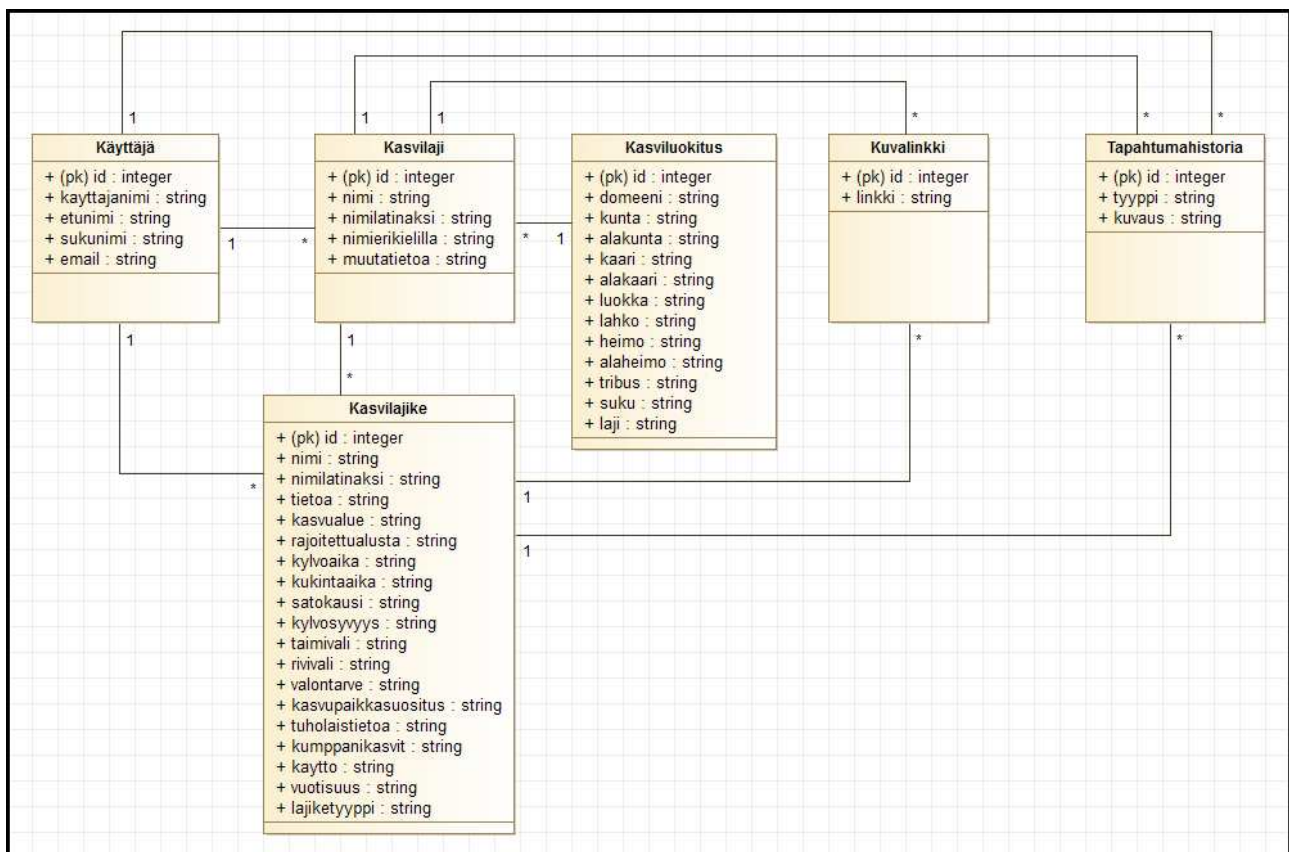 1
1
1
*
*
*
Käyttäjä
+ (pk) id : integer
+ kayttajanimi : string
+ etunimi : string
+ sukunimi : string
+ email : string
1
*
Kasvilaji
+ (pk) id : integer
+ nimi : string
+ nimilatinaksi : string
+ nimierikielilla : string
+ muutatietoa : string
*
1
Kasviluokitus
+ (pk) id : integer
+ domeeni : string
+ kunta : string
+ alakunta : string
+ kaari : string
+ alakaari : string
+ luokka : string
+ lahko : string
+ heimo : string
+ alaheimo : string
+ tribus : string
+ suku : string
+ laji : string
Kuvalinkki
+ (pk) id : integer
+ linkki : string
Tapahtumahistoria
+ (pk) id : integer
+ tyyppi : string
+ kuvaus : string
1
1
*
*
*
Kasvilajike
+ (pk) id : integer
+ nimi : string
+ nimilatinaksi : string
+ tietoa : string
+ kasvualue : string
+ rajoitettualusta : string
+ kylvoaika : string
+ kukintaaika : string
+ satokausi : string
+ kylvosyvyys : string
+ taimivali : string
+ rivivali : string
+ valontarve : string
+ kasvupaikkasuositus : string
+ tuholaistietoa : string
+ kumppanikasvit : string
+ kaytto : string
+ vuotisuus : string
+ lajiketyyppi : string
*
1
1